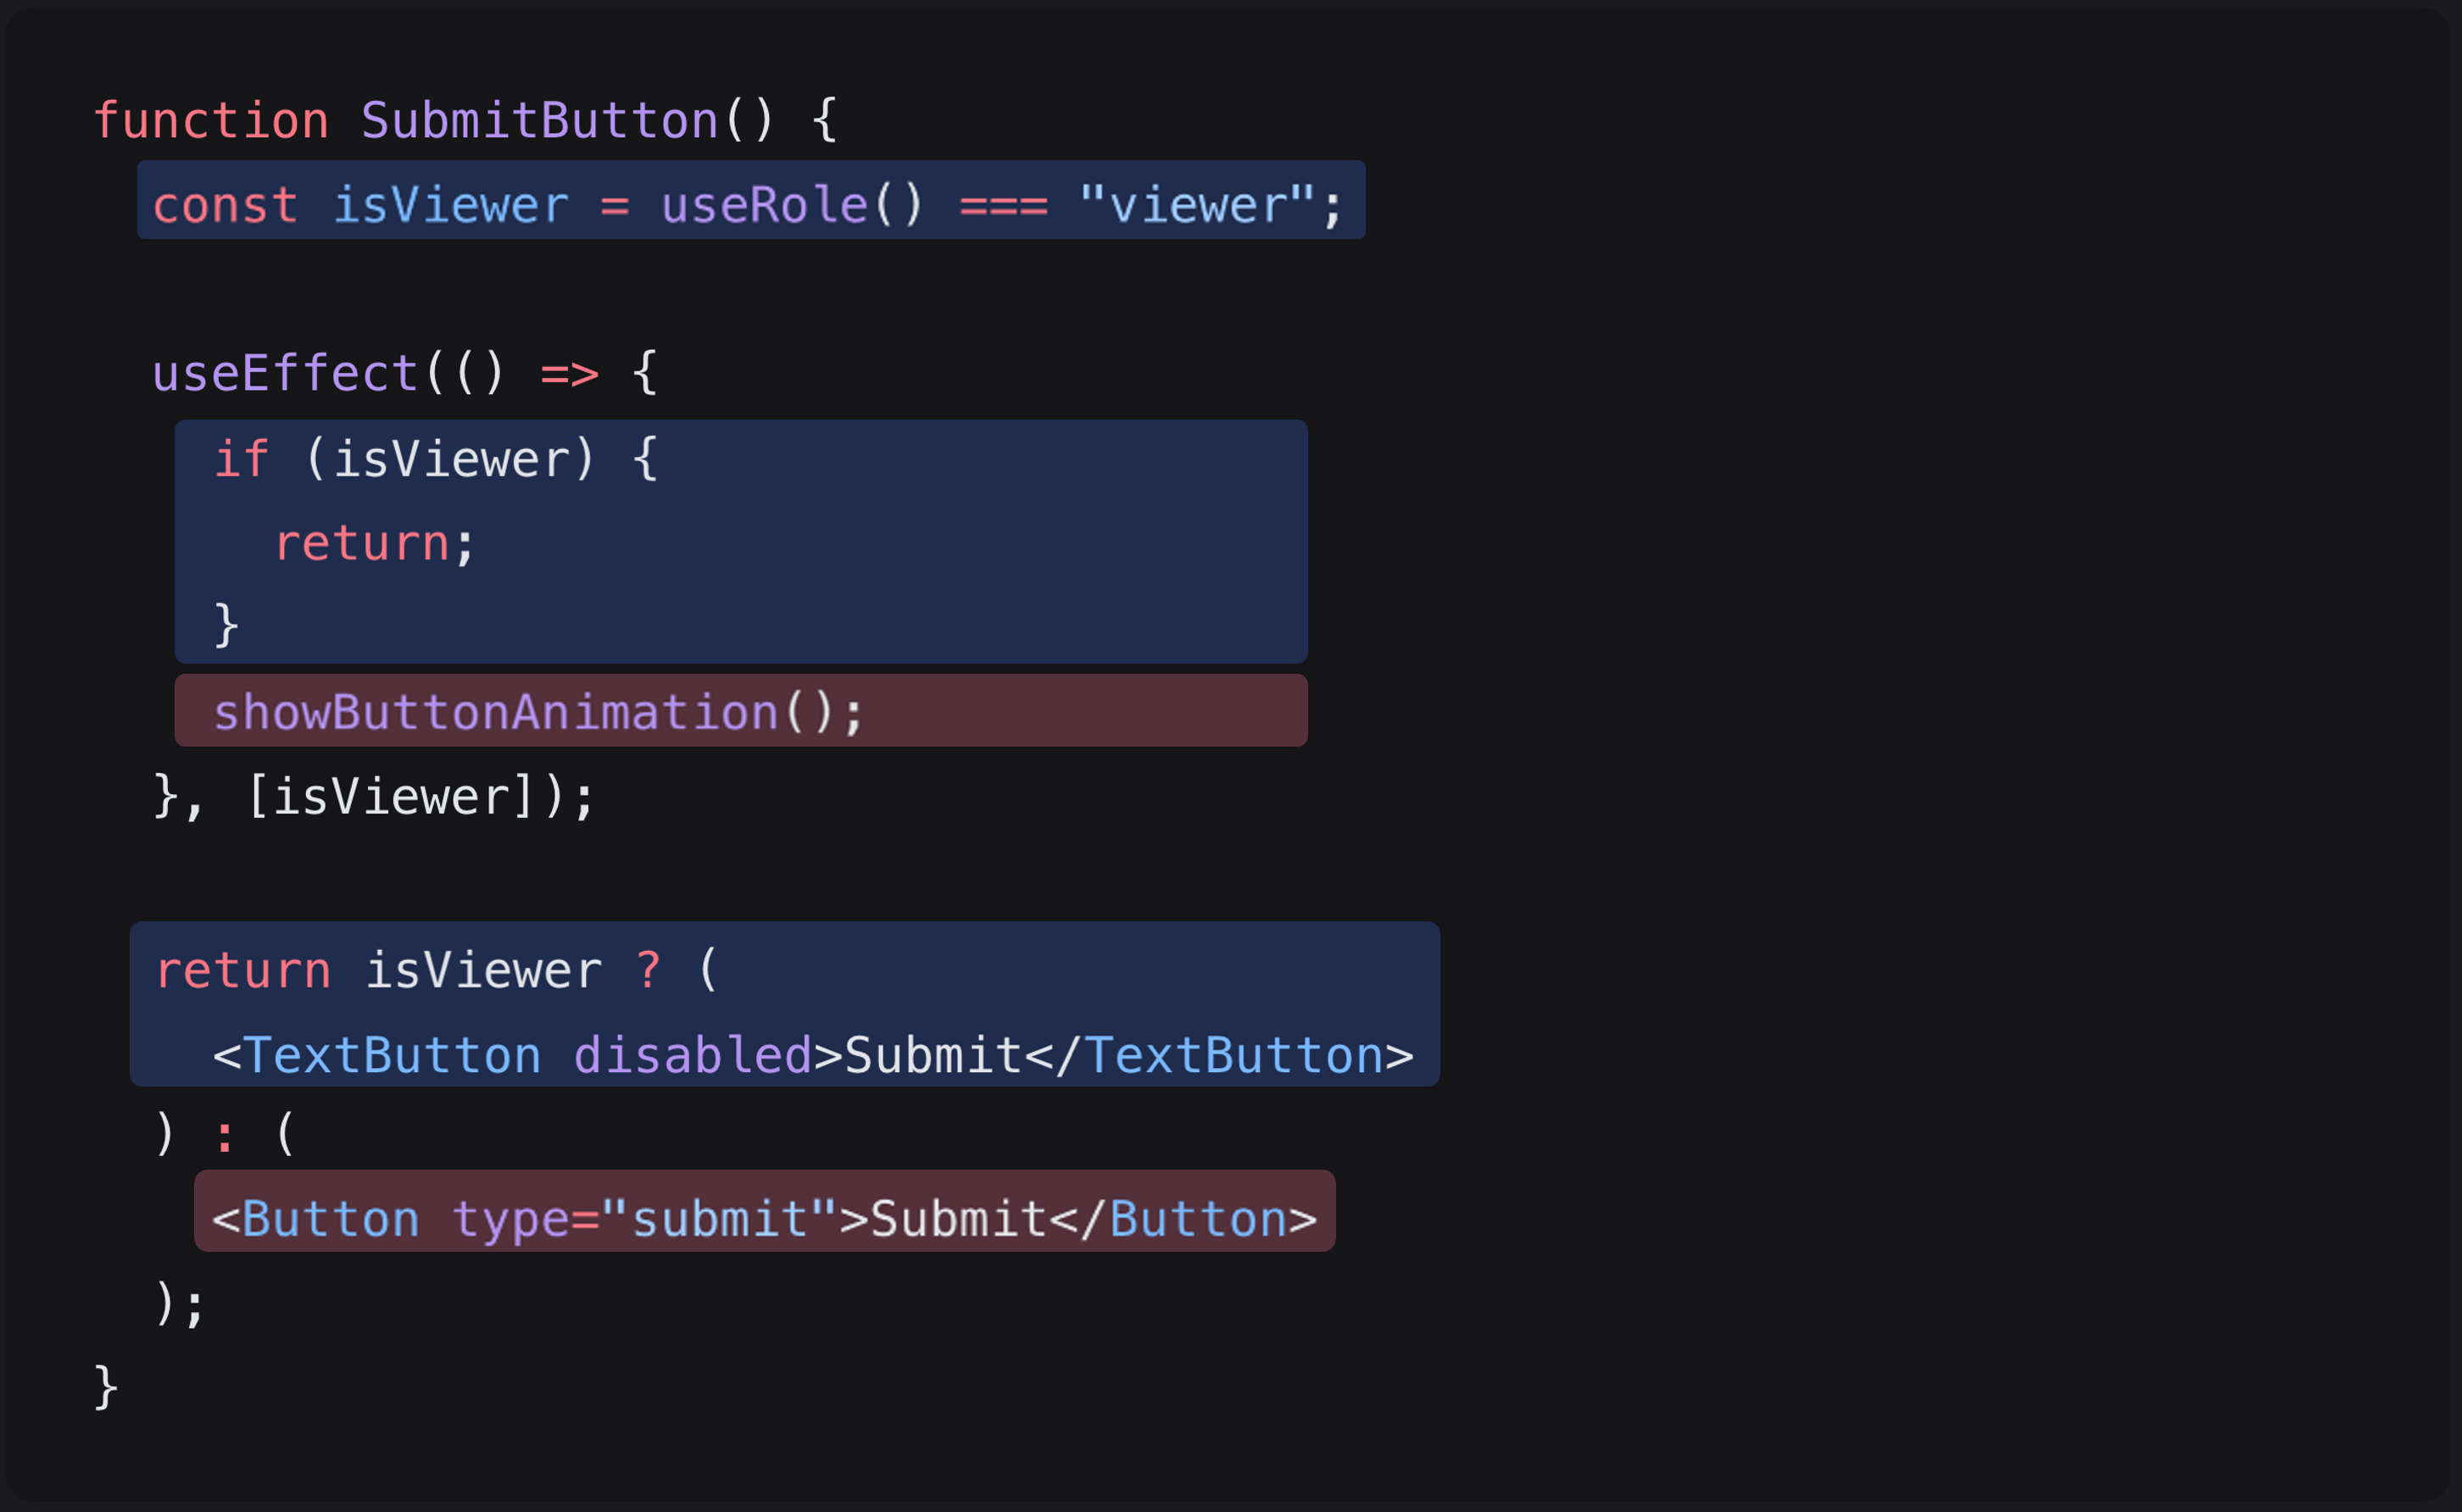 function SubmitButton() {
  const isViewer = useRole() === "viewer";

  useEffect(() => {
    if (isViewer) {
      return;
    }
    showButtonAnimation();
  }, [isViewer]);

  return isViewer ? (
    <TextButton disabled>Submit</TextButton>
  ) : (
    <Button type="submit">Submit</Button>
  );
}